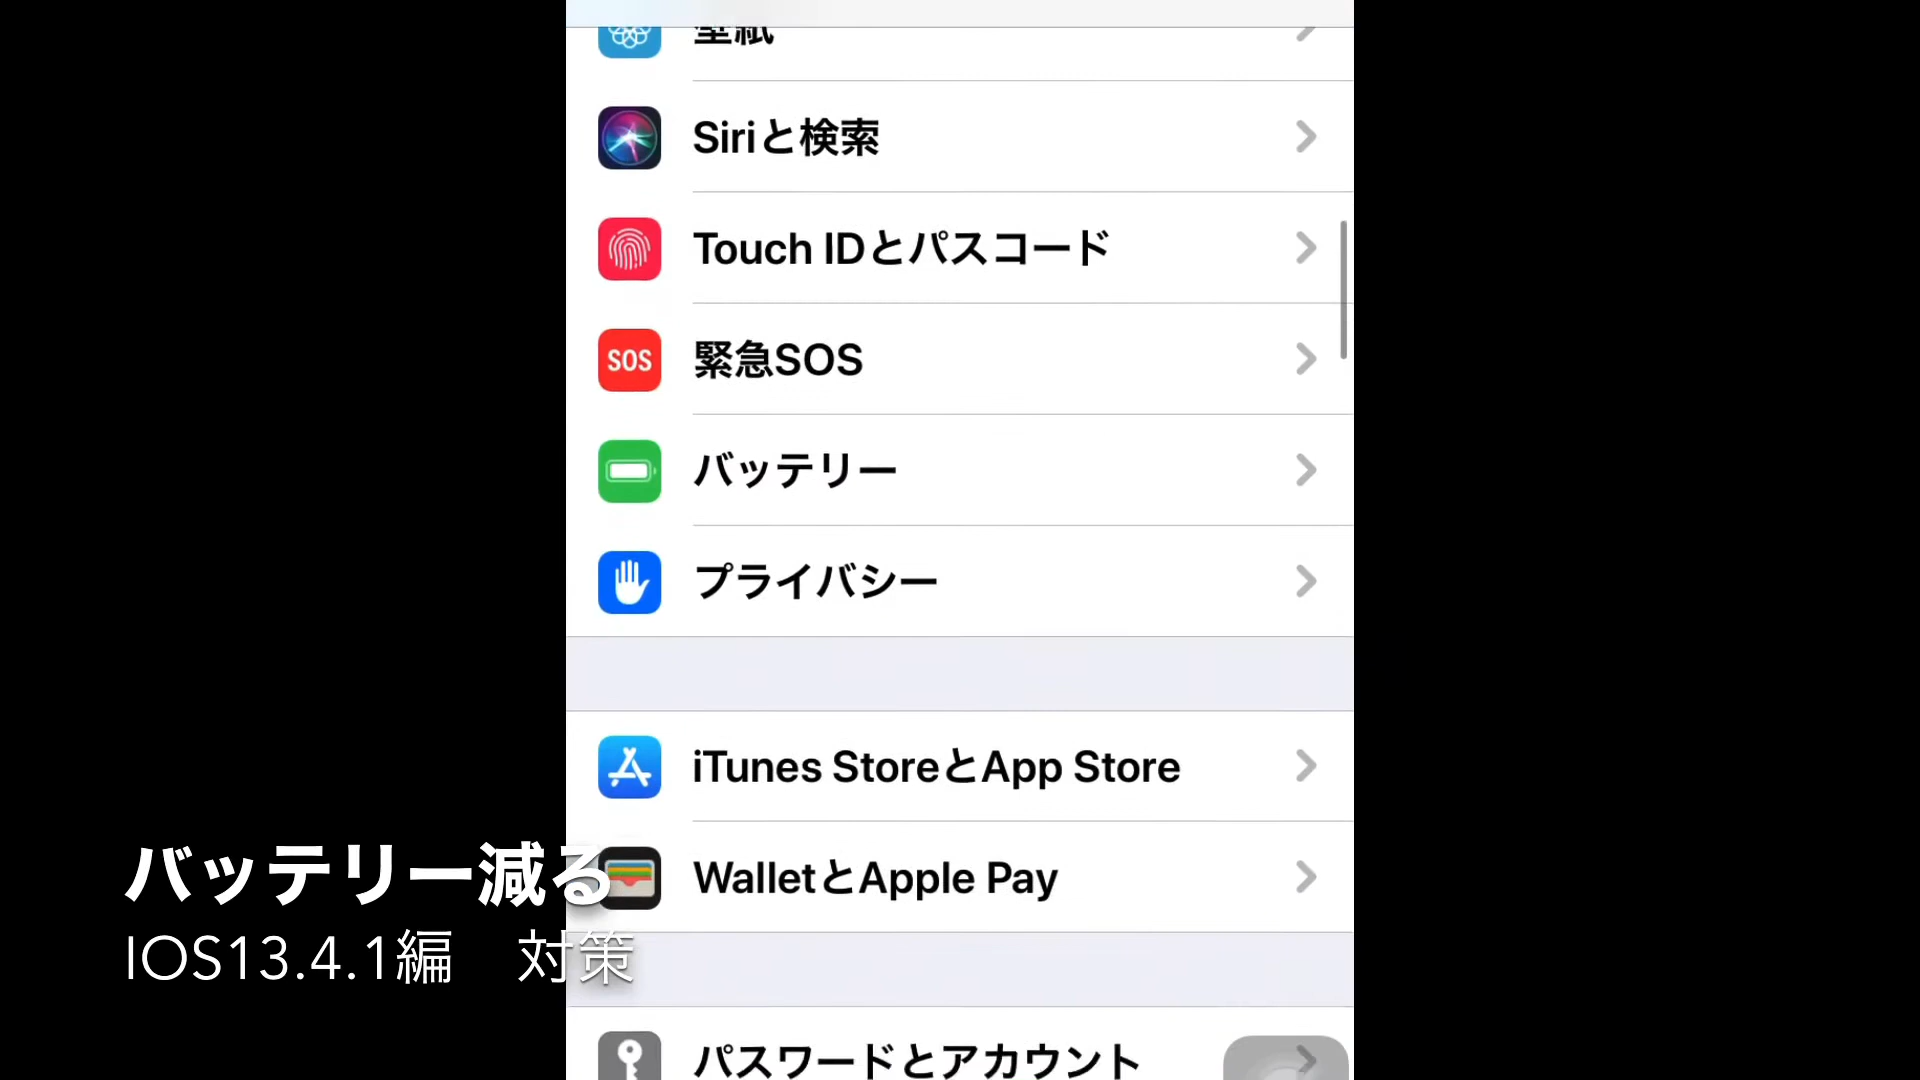 壁紙
Siriと検索
Touch IDとパスコード
SOS 緊急SOS
バッテリー
プライバシー
iTunes StoreとApp Store
WalletとApple Pay
パスワードとアカウント
バッテリー減る
IOS13.4.1編　対策